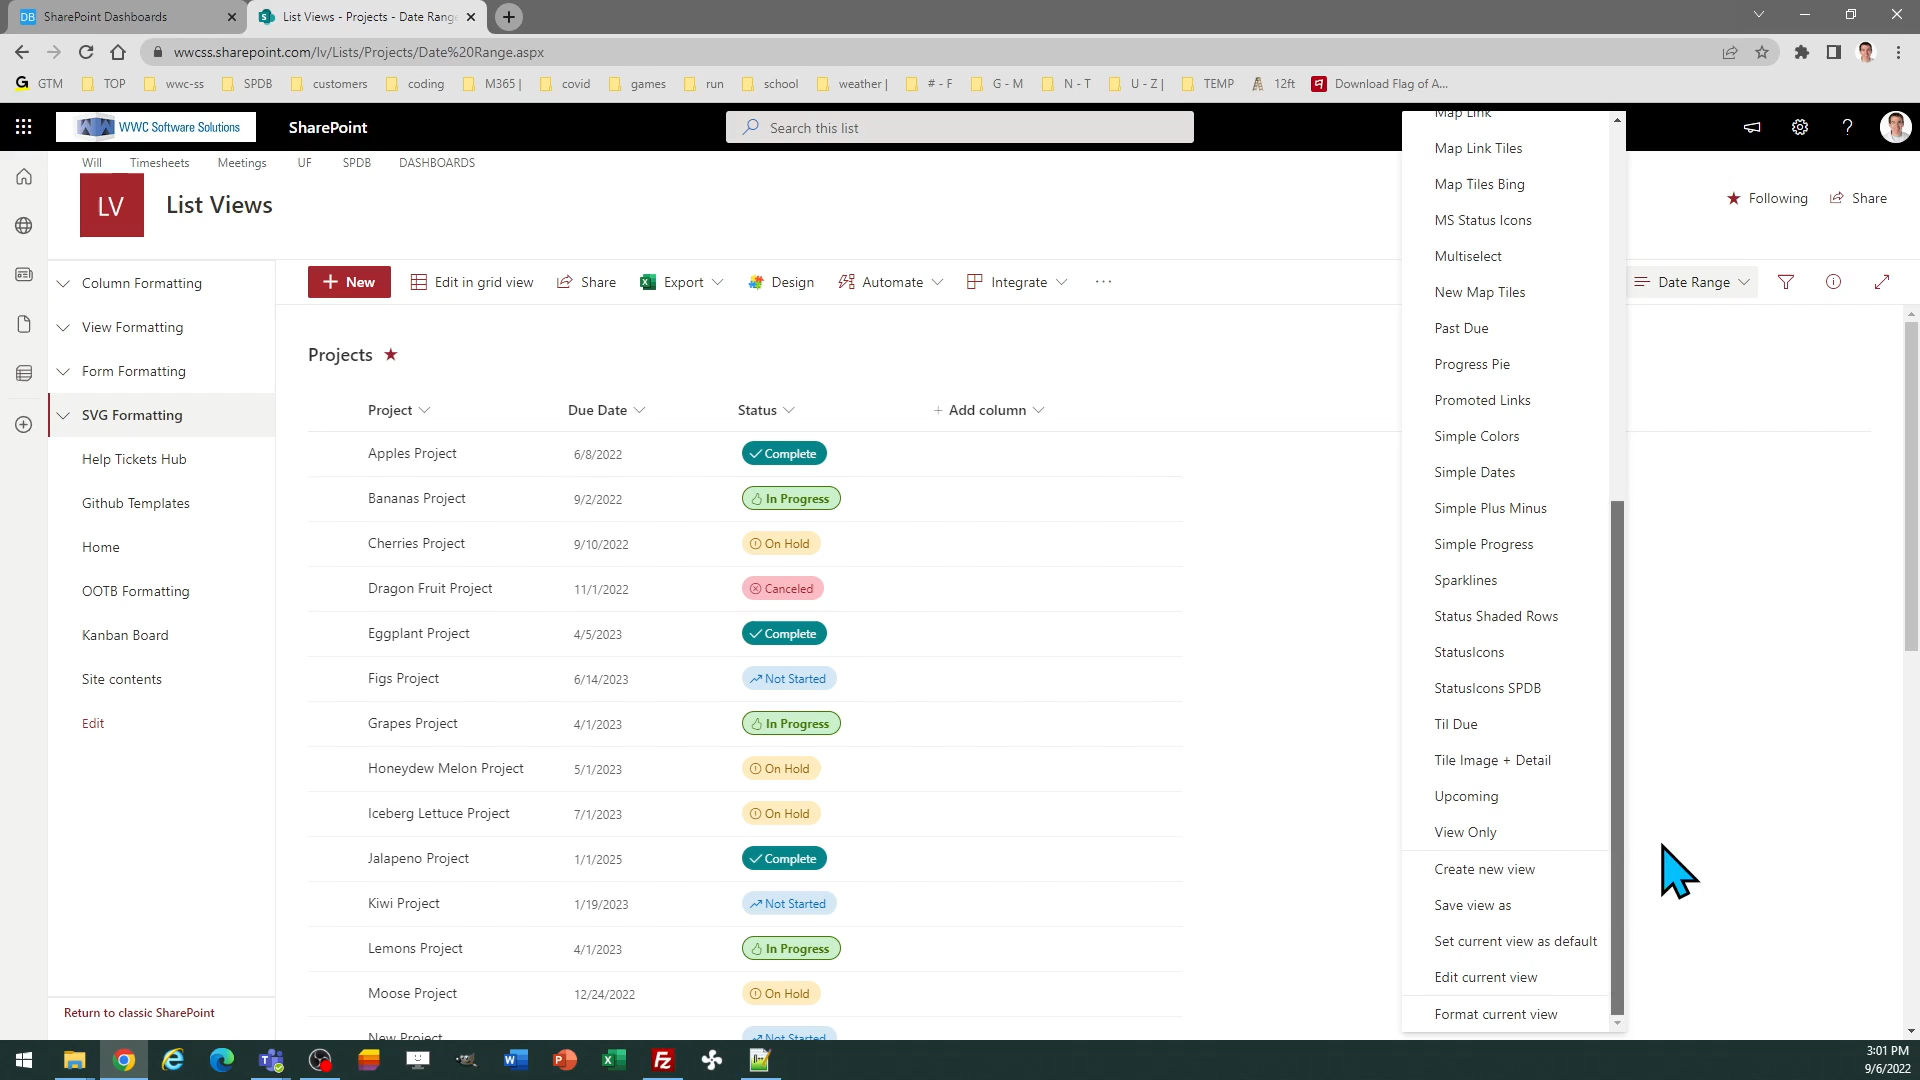 DB SharePoint Dashboards
List Views - Projects - Date Range
wwcss.sharepoint.com/lv/Lists/Projects/Date%20Range.aspx
G GTM TOP wwc-ss SPDB customers coding M365 | covid games run school weather | # - F G - M N - T U - Z | TEMP 12ft Download Flag of A...
WWC Software Solutions SharePoint Search this list ?
Will Timesheets Meetings UF SPDB DASHBOARDS
LV List Views
Following Share
New Edit in grid view Share Export Design Automate Integrate ... Date Range
Column Formatting
View Formatting
Form Formatting
SVG Formatting
Help Tickets Hub
Github Templates
Home
OOTB Formatting
Kanban Board
Site contents
Edit
Return to classic SharePoint
Projects
Project Due Date Status + Add column
Apples Project 6/8/2022 Complete
Bananas Project 9/2/2022 In Progress
Cherries Project 9/10/2022 On Hold
Dragon Fruit Project 11/1/2022 Canceled
Eggplant Project 4/5/2023 Complete
Figs Project 6/14/2023 Not Started
Grapes Project 4/1/2023 In Progress
Honeydew Melon Project 5/1/2023 On Hold
Iceberg Lettuce Project 7/1/2023 On Hold
Jalapeno Project 1/1/2025 Complete
Kiwi Project 1/19/2023 Not Started
Lemons Project 4/1/2023 In Progress
Moose Project 12/24/2022 On Hold
New Project Not Started
Map Link
Map Link Tiles
Map Tiles Bing
MS Status Icons
Multiselect
New Map Tiles
Past Due
Progress Pie
Promoted Links
Simple Colors
Simple Dates
Simple Plus Minus
Simple Progress
Sparklines
Status Shaded Rows
StatusIcons
StatusIcons SPDB
Til Due
Tile Image + Detail
Upcoming
View Only
Create new view
Save view as
Set current view as default
Edit current view
Format current view
3:01 PM
9/6/2022